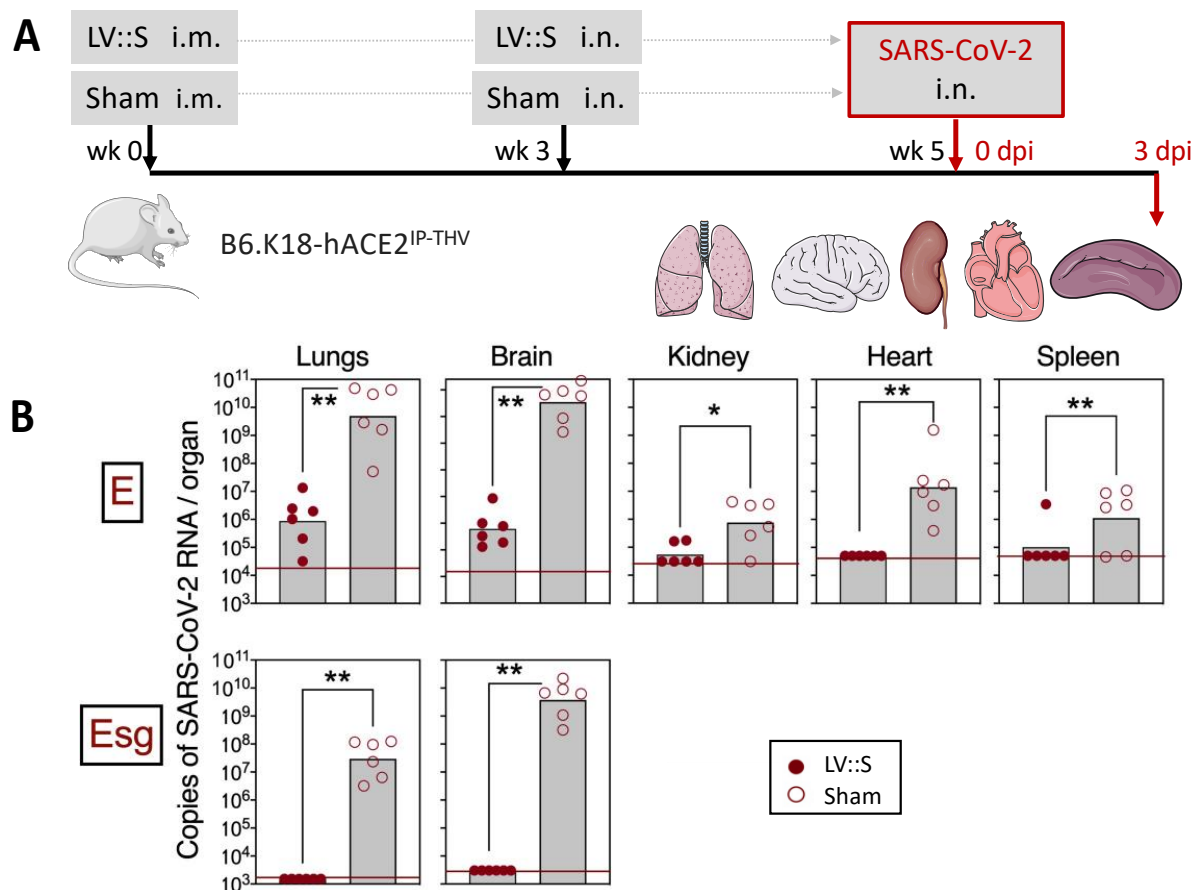 A
LV::S i.m.
LV::S i.n.
SARS-CoV-2
i.n.
Sham i.m.
Sham i.n.
wk 0
wk 3
wk 5
0 dpi
3 dpi
B6.K18-hACE2^IP-THV
B
Copies of SARS-CoV-2 RNA / organ
Lungs
Brain
Kidney
Heart
Spleen
E
10¹¹
10¹⁰
10⁹
10⁸
10⁷
10⁶
10⁵
10⁴
10³
**
**
*
**
**
Esg
10¹¹
10¹⁰
10⁹
10⁸
10⁷
10⁶
10⁵
10⁴
10³
**
**
LV::S
Sham